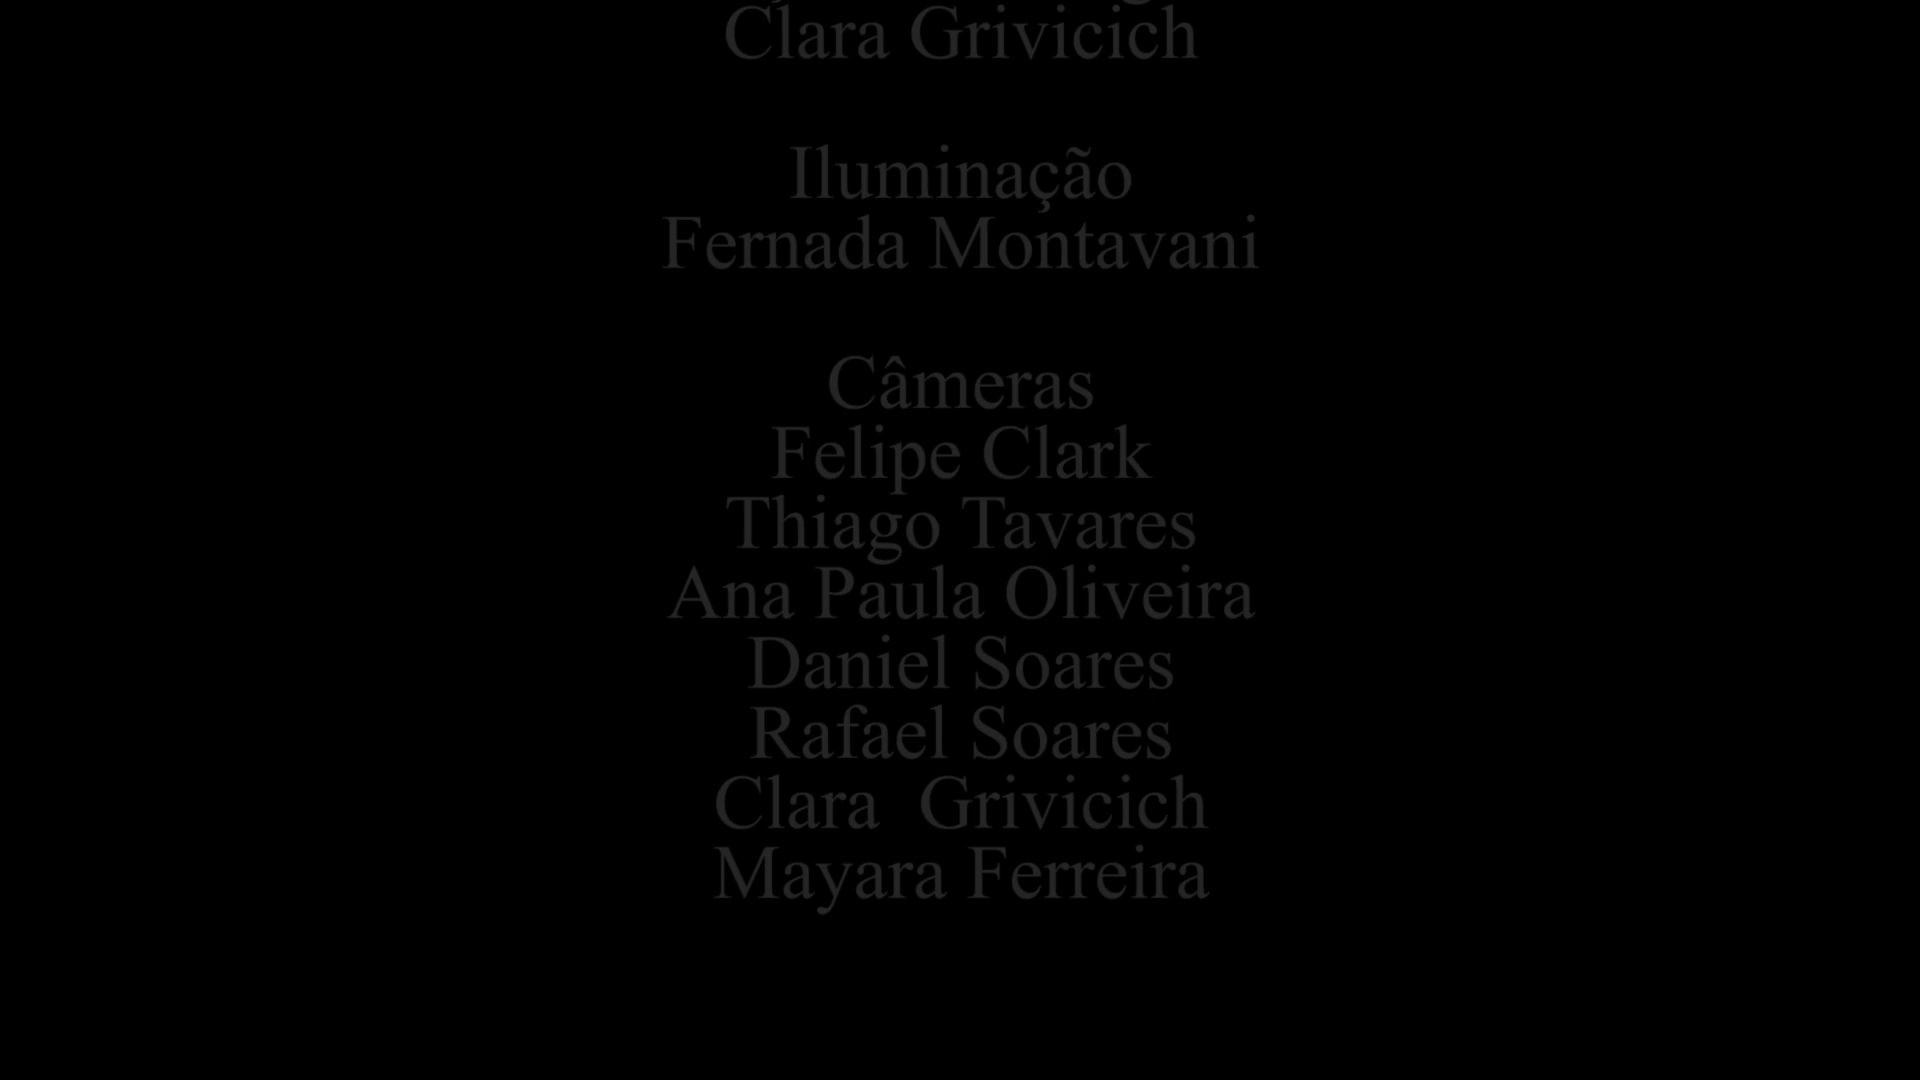 Clara Grivicich
Iluminação
Fernada Montavani
Câmeras
Felipe Clark
Thiago Tavares
Ana Paula Oliveira
Daniel Soares
Rafael Soares
Clara  Grivicich
Mayara Ferreira